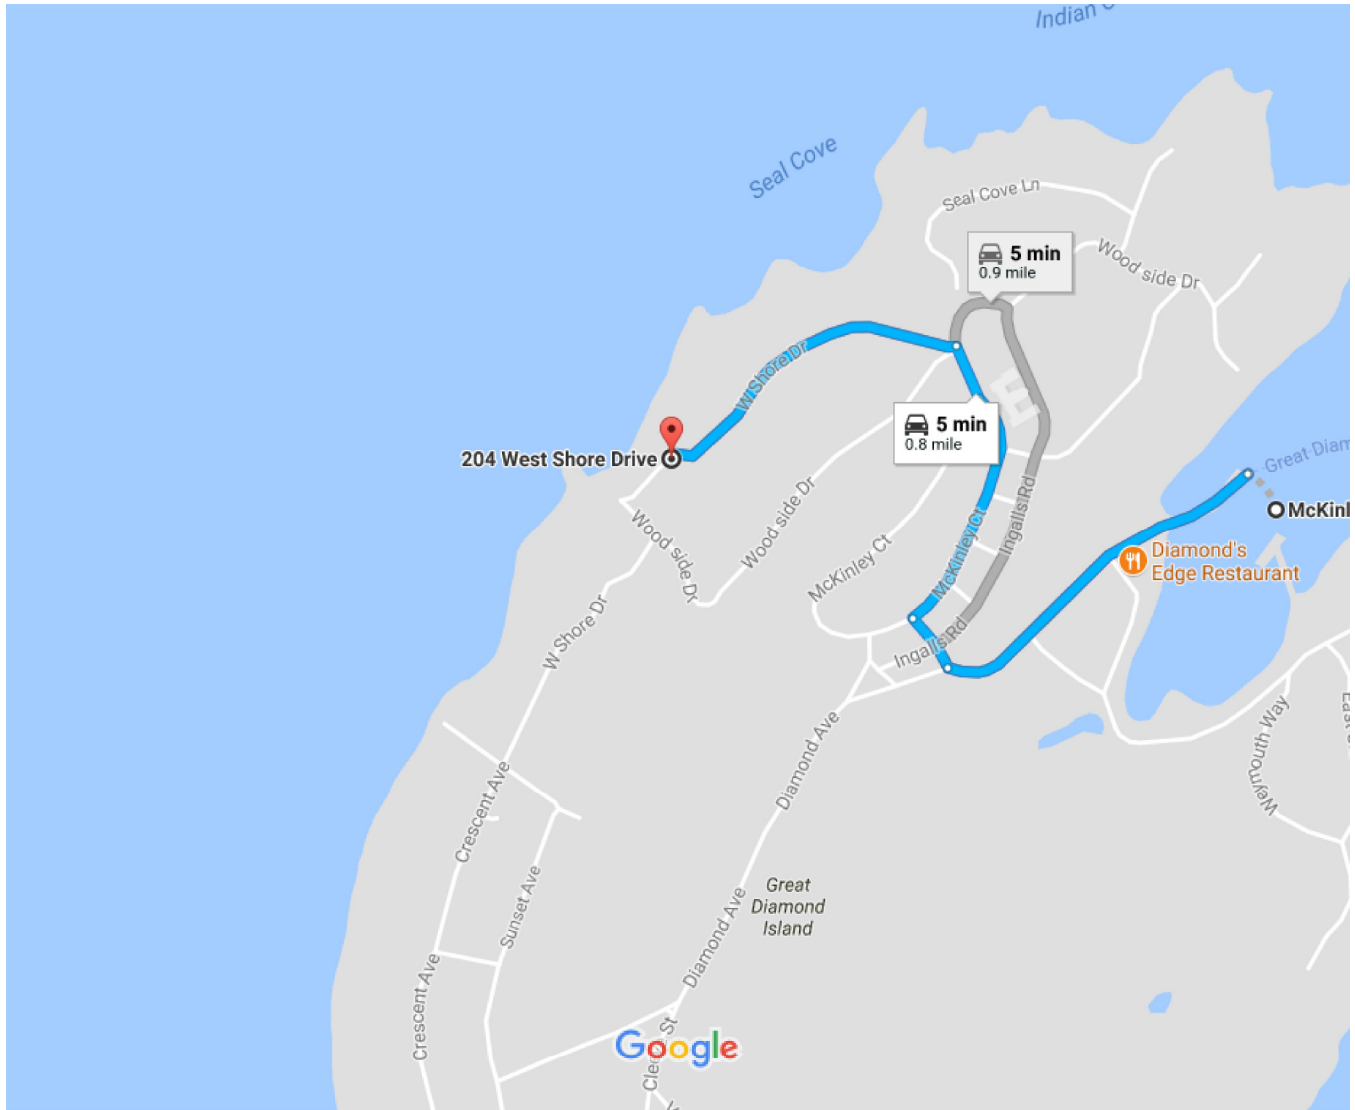 Indian C
Seal Cove
Seal Cove Ln
5 min
0.9 mile
Wood side Dr
W Shore Dr
5 min
0.8 mile
204 West Shore Drive
Great Diam
McKinl
Wood side Dr
Wood side Dr
Ingalls Rd
McKinley Ct
McKinley Ct
Diamond's
Edge Restaurant
W Shore Dr
Ingalls Rd
Diamond Ave
Weymouth Way
Crescent Ave
Sunset Ave
Great
Diamond
Island
Diamond Ave
Crescent Ave
Google